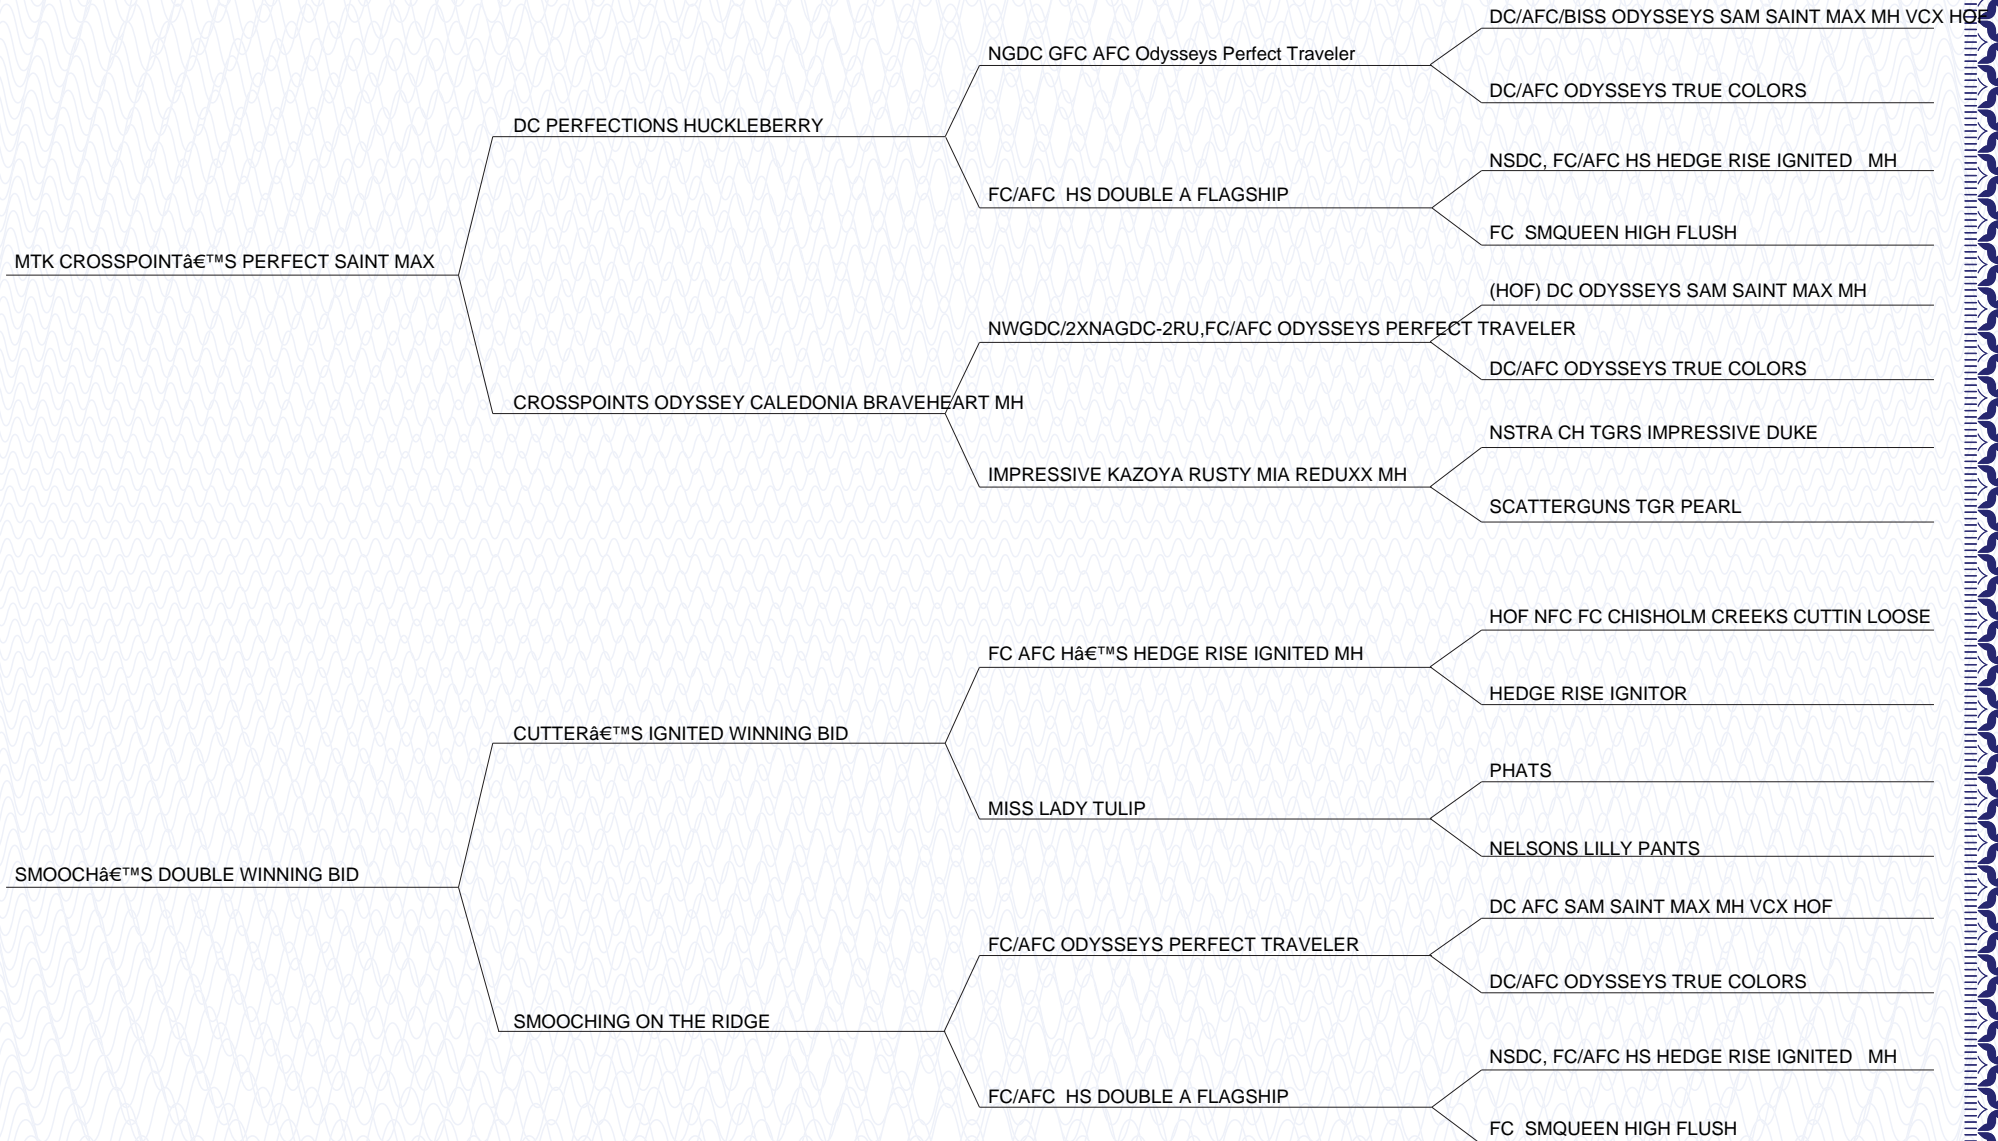 DC/AFC/BISS ODYSSEYS SAM SAINT MAX MH VCX HOF
NGDC GFC AFC Odysseys Perfect Traveler
DC/AFC ODYSSEYS TRUE COLORS
DC PERFECTIONS HUCKLEBERRY
NSDC, FC/AFC HS HEDGE RISE IGNITED   MH
FC/AFC  HS DOUBLE A FLAGSHIP
FC  SMQUEEN HIGH FLUSH
MTK CROSSPOINTâ€™S PERFECT SAINT MAX
(HOF) DC ODYSSEYS SAM SAINT MAX MH
NWGDC/2XNAGDC-2RU,FC/AFC ODYSSEYS PERFECT TRAVELER
DC/AFC ODYSSEYS TRUE COLORS
CROSSPOINTS ODYSSEY CALEDONIA BRAVEHEART MH
NSTRA CH TGRS IMPRESSIVE DUKE
IMPRESSIVE KAZOYA RUSTY MIA REDUXX MH
SCATTERGUNS TGR PEARL
HOF NFC FC CHISHOLM CREEKS CUTTIN LOOSE
FC AFC Hâ€™S HEDGE RISE IGNITED MH
HEDGE RISE IGNITOR
CUTTERâ€™S IGNITED WINNING BID
PHATS
MISS LADY TULIP
NELSONS LILLY PANTS
SMOOCHâ€™S DOUBLE WINNING BID
DC AFC SAM SAINT MAX MH VCX HOF
FC/AFC ODYSSEYS PERFECT TRAVELER
DC/AFC ODYSSEYS TRUE COLORS
SMOOCHING ON THE RIDGE
NSDC, FC/AFC HS HEDGE RISE IGNITED   MH
FC/AFC  HS DOUBLE A FLAGSHIP
FC  SMQUEEN HIGH FLUSH